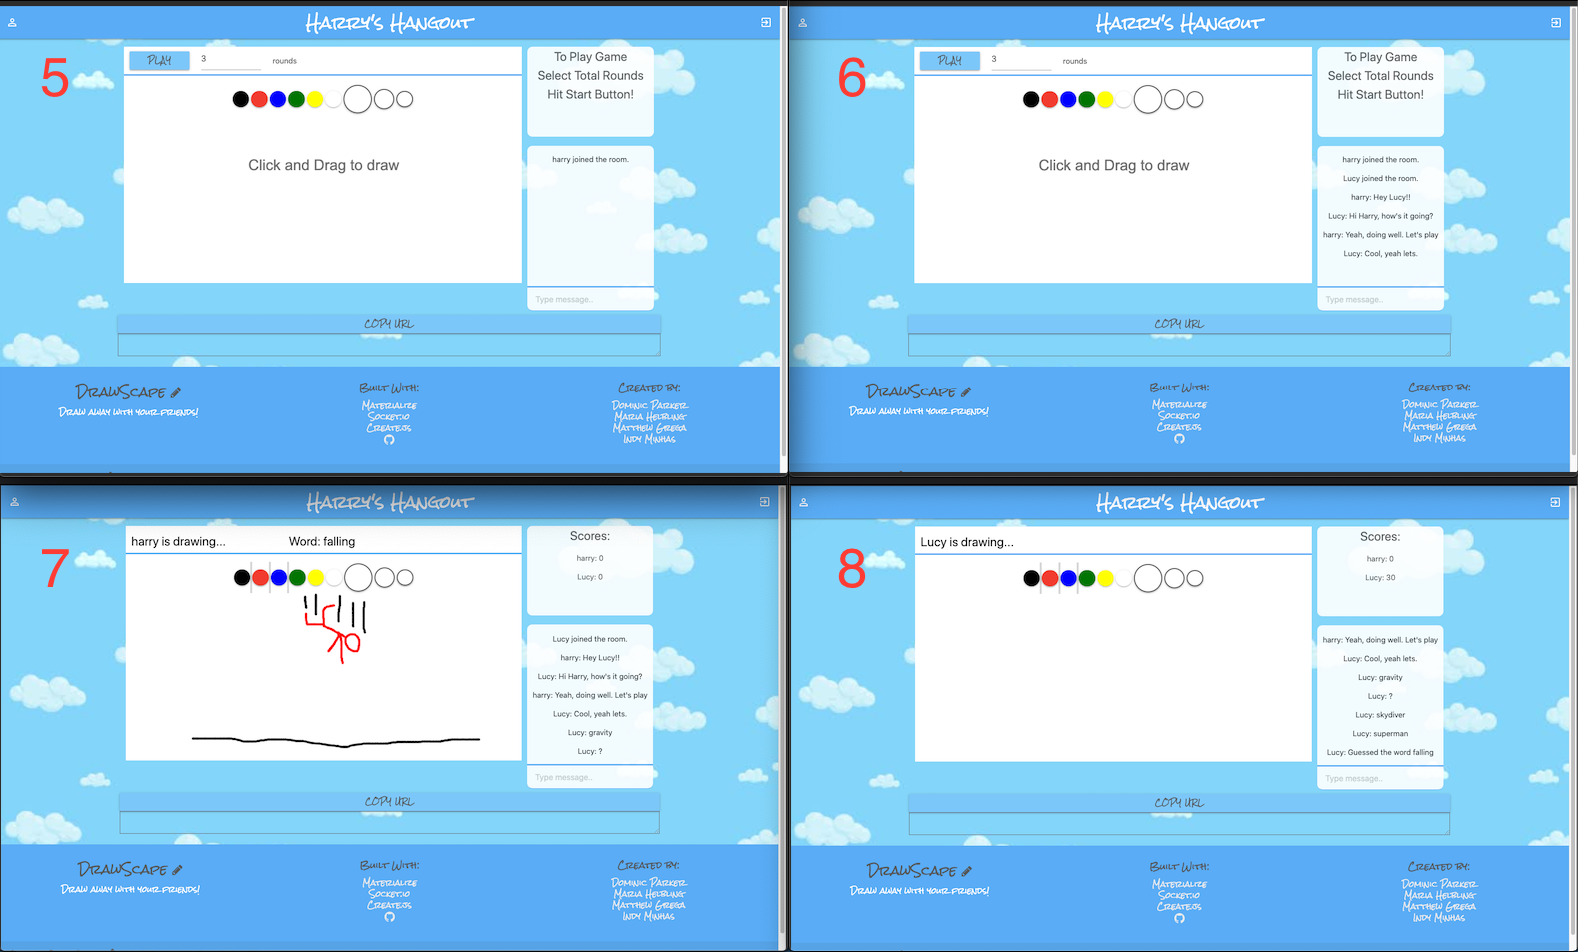 Harry's Hangout
5
PLAY
3
rounds
Click and Drag to draw
To Play Game
Select Total Rounds
Hit Start Button!
harry joined the room.
Type message..
COPY URL
DrawScape
Draw away with your friends!
Built With:
Materialize
Socket.io
Create.js
Created by:
Dominic Parker
Maria Helbling
Matthew Grega
Indy Minhas
Harry's Hangout
6
PLAY
3
rounds
Click and Drag to draw
To Play Game
Select Total Rounds
Hit Start Button!
harry joined the room.
Lucy joined the room.
harry: Hey Lucy!!
Lucy: Hi Harry, how's it going?
harry: Yeah, doing well. Let's play
Lucy: Cool, yeah lets.
Type message..
COPY URL
DrawScape
Draw away with your friends!
Built With:
Materialize
Socket.io
Create.js
Created by:
Dominic Parker
Maria Helbling
Matthew Grega
Indy Minhas
Harry's Hangout
7
harry is drawing...
Word: falling
Scores:
harry: 0
Lucy: 0
Lucy joined the room.
harry: Hey Lucy!!
Lucy: Hi Harry, how's it going?
harry: Yeah, doing well. Let's play
Lucy: Cool, yeah lets.
Lucy: gravity
Lucy: ?
Type message..
COPY URL
DrawScape
Draw away with your friends!
Built With:
Materialize
Socket.io
Create.js
Created by:
Dominic Parker
Maria Helbling
Matthew Grega
Indy Minhas
Harry's Hangout
8
Lucy is drawing...
Scores:
harry: 0
Lucy: 30
harry: Yeah, doing well. Let's play
Lucy: Cool, yeah lets.
Lucy: gravity
Lucy: ?
Lucy: skydiver
Lucy: superman
Lucy: Guessed the word falling
Type message..
COPY URL
DrawScape
Draw away with your friends!
Built With:
Materialize
Socket.io
Create.js
Created by:
Dominic Parker
Maria Helbling
Matthew Grega
Indy Minhas